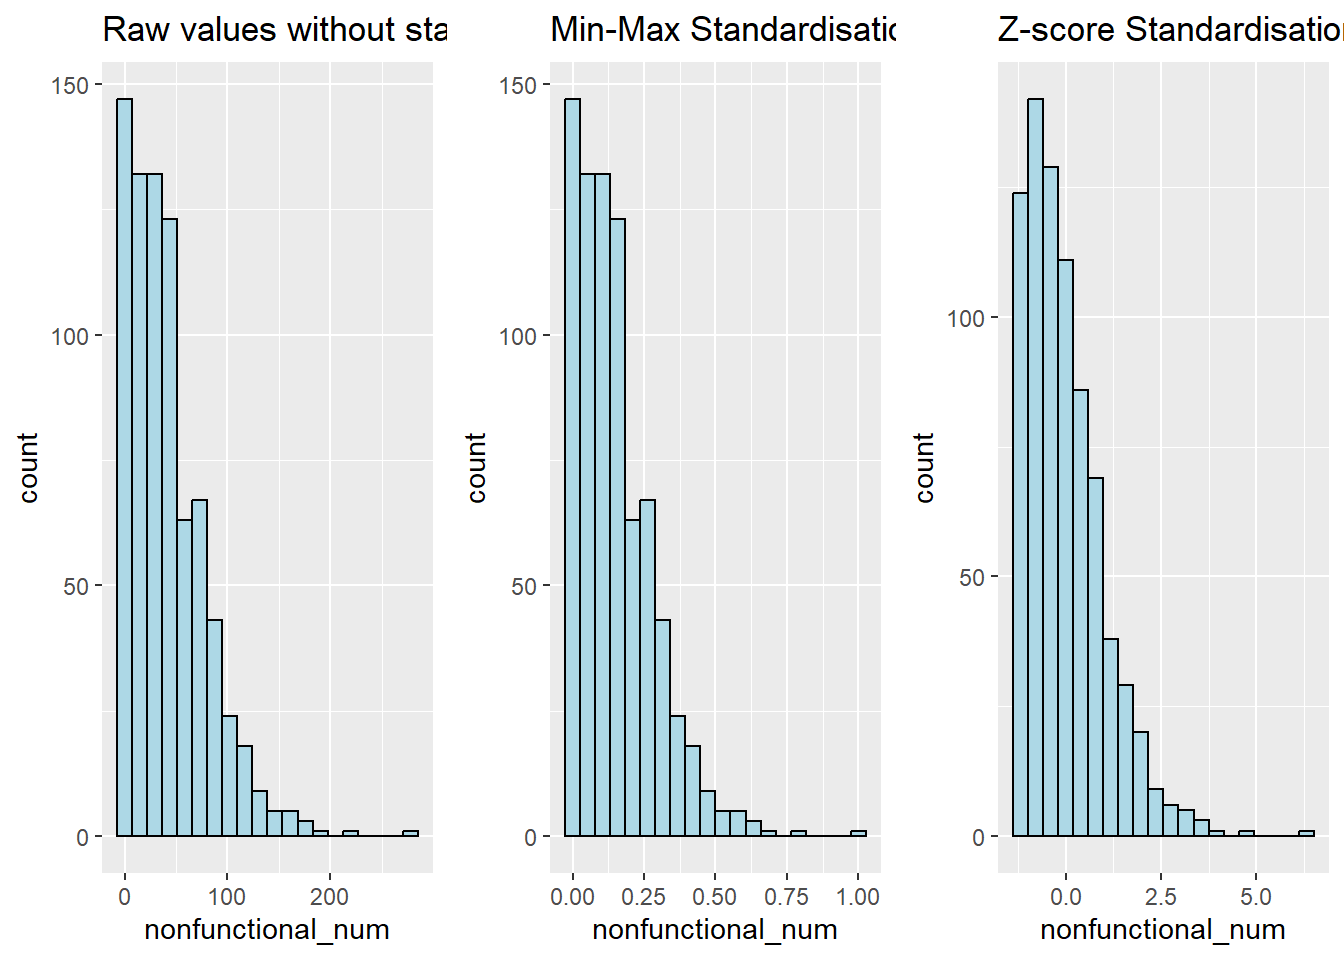 Raw values without sta
150
100
50
0
count
0 100 200
nonfunctional_num
Min-Max Standardisatio
150
100
50
0
count
0.00 0.25 0.50 0.75 1.00
nonfunctional_num
Z-score Standardisation
100
50
0
count
0.0 2.5 5.0
nonfunctional_num